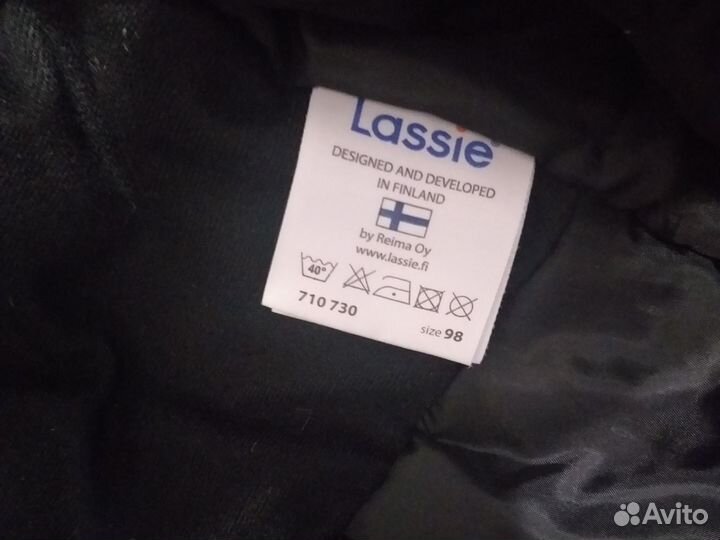 Lassie
DESIGNED AND DEVELOPED
IN FINLAND
by Reima Oy
www.lassie.fi
40°
710 730
size 98
Avito